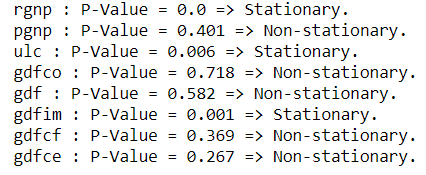 rgnp : P-Value = 0.0 => Stationary.
pgnp : P-Value = 0.401 => Non-stationary.
ulc : P-Value = 0.006 => Stationary.
gdfco : P-Value = 0.718 => Non-stationary.
gdf : P-Value = 0.582 => Non-stationary.
gdfim : P-Value = 0.001 => Stationary.
gdfcf : P-Value = 0.369 => Non-stationary.
gdfce : P-Value = 0.267 => Non-stationary.